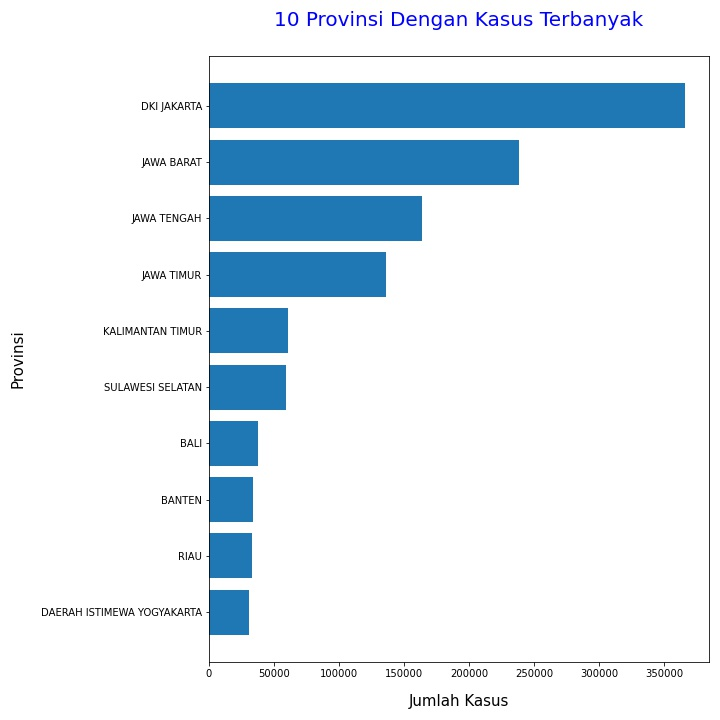 10 Provinsi Dengan Kasus Terbanyak
DKI JAKARTA
JAWA BARAT
JAWA TENGAH
JAWA TIMUR
KALIMANTAN TIMUR
SULAWESI SELATAN
BALI
BANTEN
RIAU
DAERAH ISTIMEWA YOGYAKARTA
Provinsi
0 50000 100000 150000 200000 250000 300000 350000
Jumlah Kasus